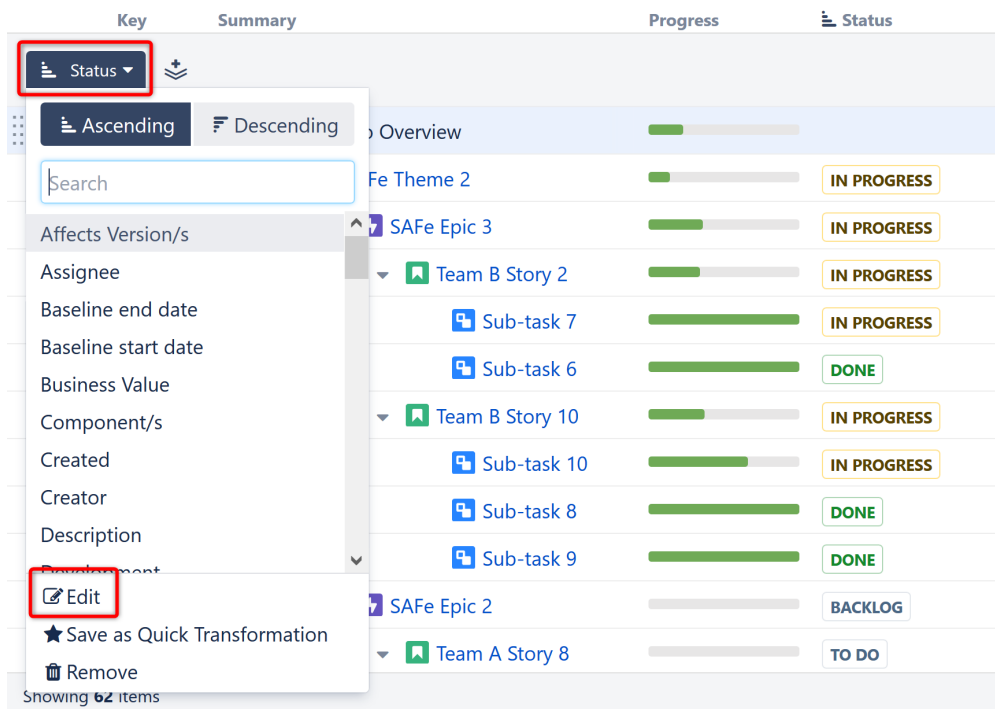 Key Summary Progress Status
Status
Ascending Descending
Overview
Search
Fe Theme 2 IN PROGRESS
Affects Version/s
SAFe Epic 3 IN PROGRESS
Assignee
Team B Story 2 IN PROGRESS
Baseline end date
Sub-task 7 IN PROGRESS
Baseline start date
Sub-task 6 DONE
Business Value
Team B Story 10 IN PROGRESS
Component/s
Created
Sub-task 10 IN PROGRESS
Creator
Sub-task 8 DONE
Description
Sub-task 9 DONE
Development
Edit
SAFe Epic 2 BACKLOG
Save as Quick Transformation
Team A Story 8 TO DO
Remove
Showing 62 items